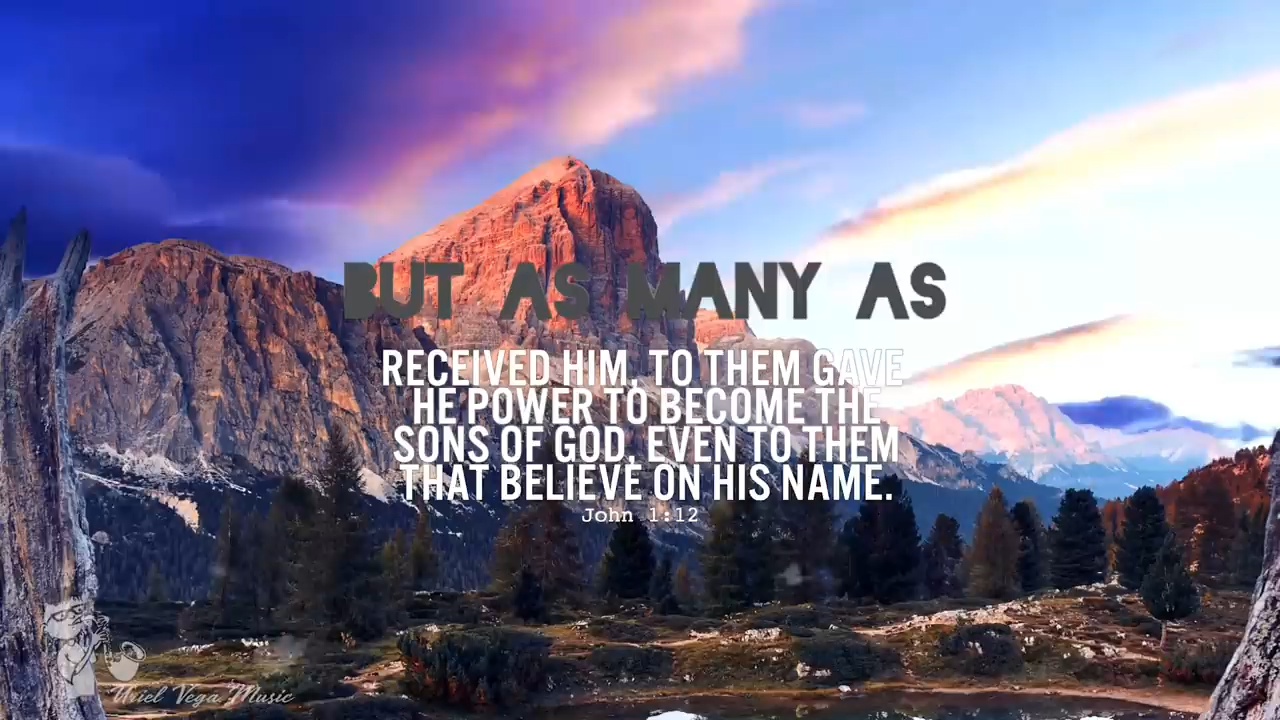 BUT AS MANY AS
RECEIVED HIM, TO THEM GAVE
HE POWER TO BECOME THE
SONS OF GOD, EVEN TO THEM
THAT BELIEVE ON HIS NAME.
John 1:12
Uriel Vega Music